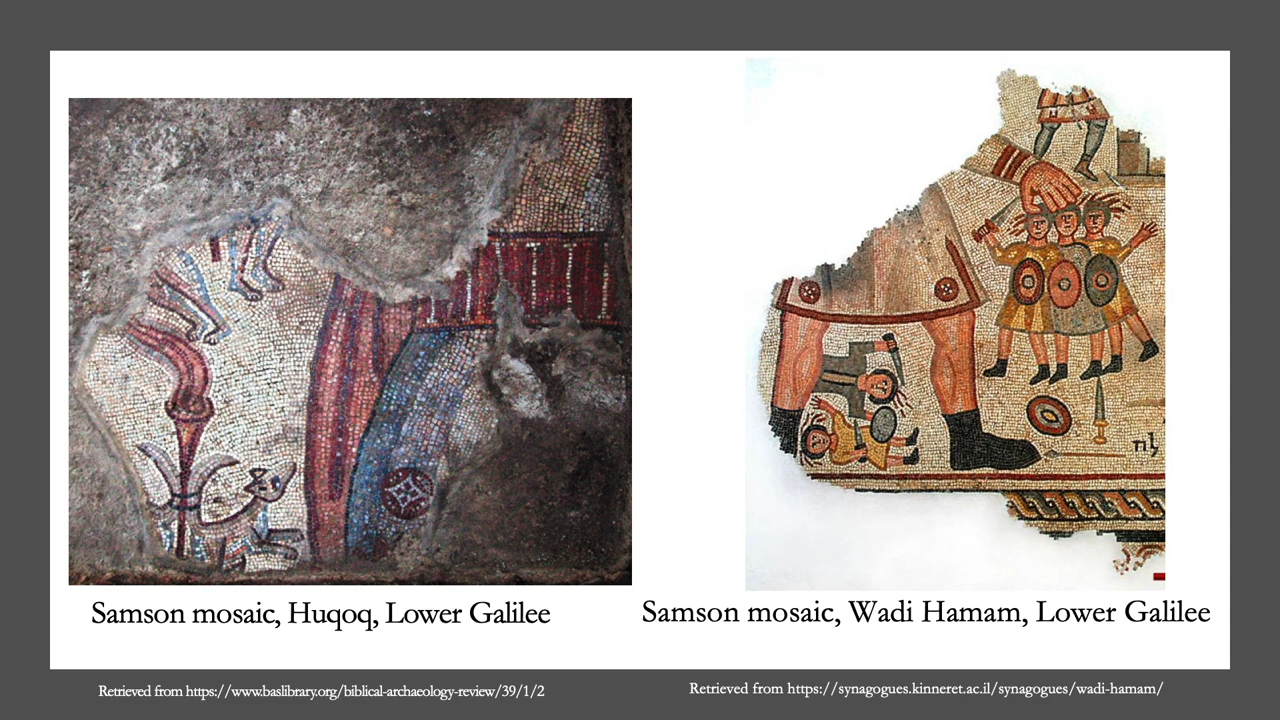 Samson mosaic, Huqoq, Lower Galilee
Samson mosaic, Wadi Hamam, Lower Galilee
Retrieved from https://www.baslibrary.org/biblical-archaeology-review/39/1/2
Retrieved from https://synagogues.kinneret.ac.il/synagogues/wadi-hamam/